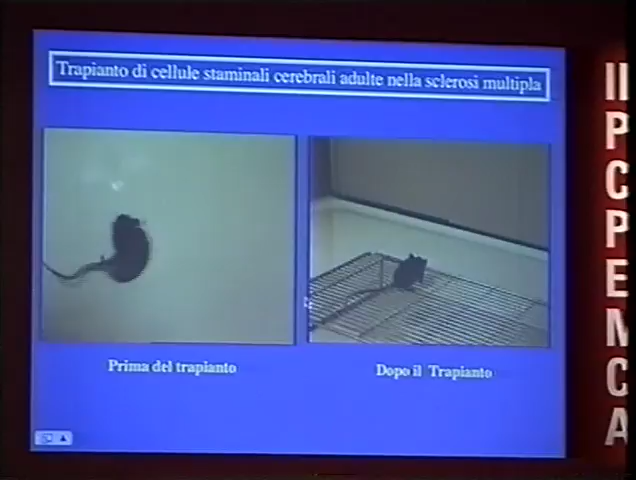 Trapianto di cellule staminali cerebrali adulte nella sclerosi multipla
Prima del trapianto
Dopo il Trapianto